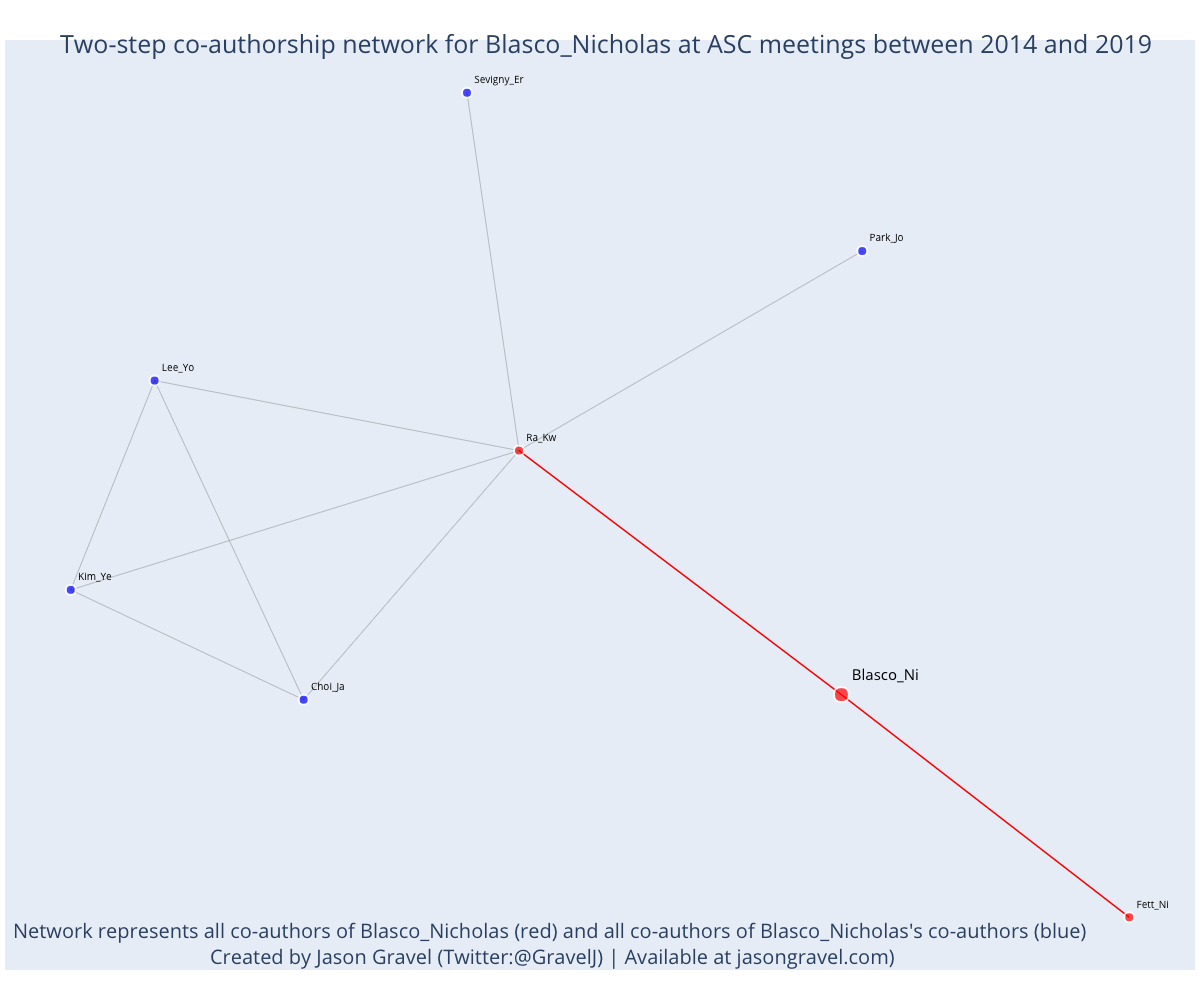 Two-step co-authorship network for Blasco_Nicholas at ASC meetings between 2014 and 2019
Sevigny_Er
Park_Jo
Lee_Yo
Ra_Kw
Kim_Ye
Blasco_Ni
Choi_Ja
Fett_Ni
Network represents all co-authors of Blasco_Nicholas (red) and all co-authors of Blasco_Nicholas's co-authors (blue)
Created by Jason Gravel (Twitter:@GravelJ) | Available at jasongravel.com)